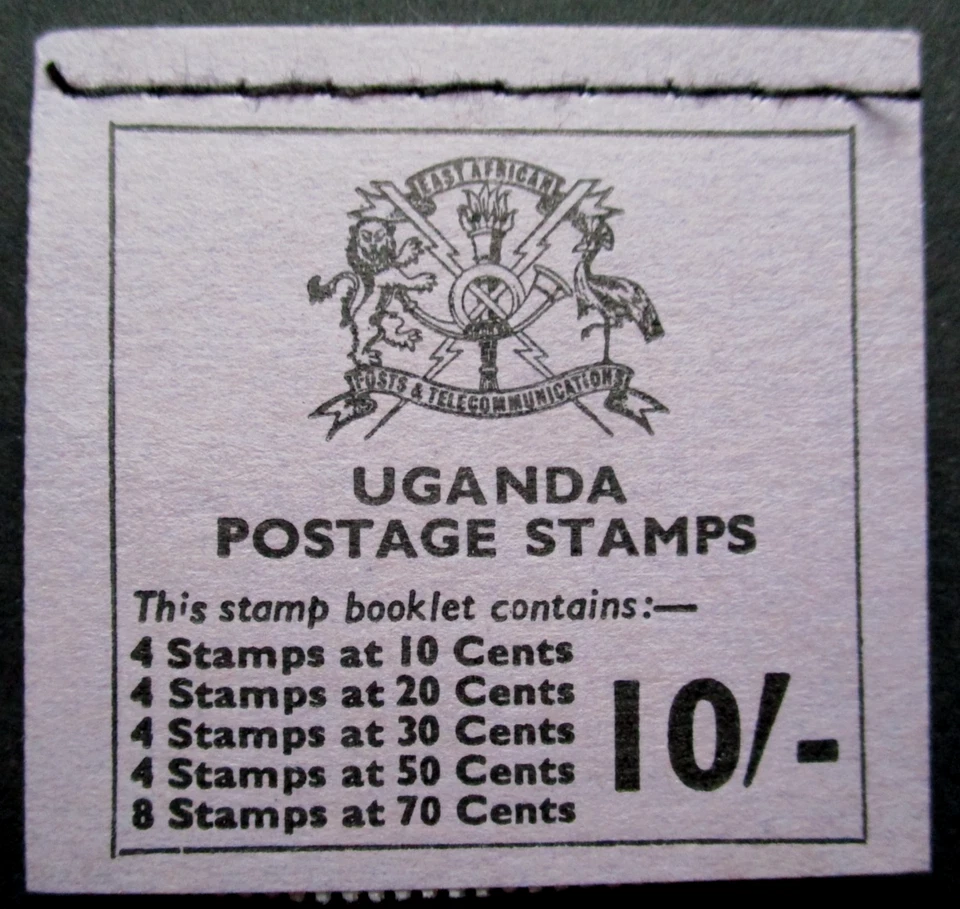 EAST AFRICAN
POSTS & TELECOMMUNICATIONS
UGANDA
POSTAGE STAMPS
This stamp booklet contains:—
4 Stamps at 10 Cents
4 Stamps at 20 Cents
4 Stamps at 30 Cents
4 Stamps at 50 Cents
8 Stamps at 70 Cents
10/-